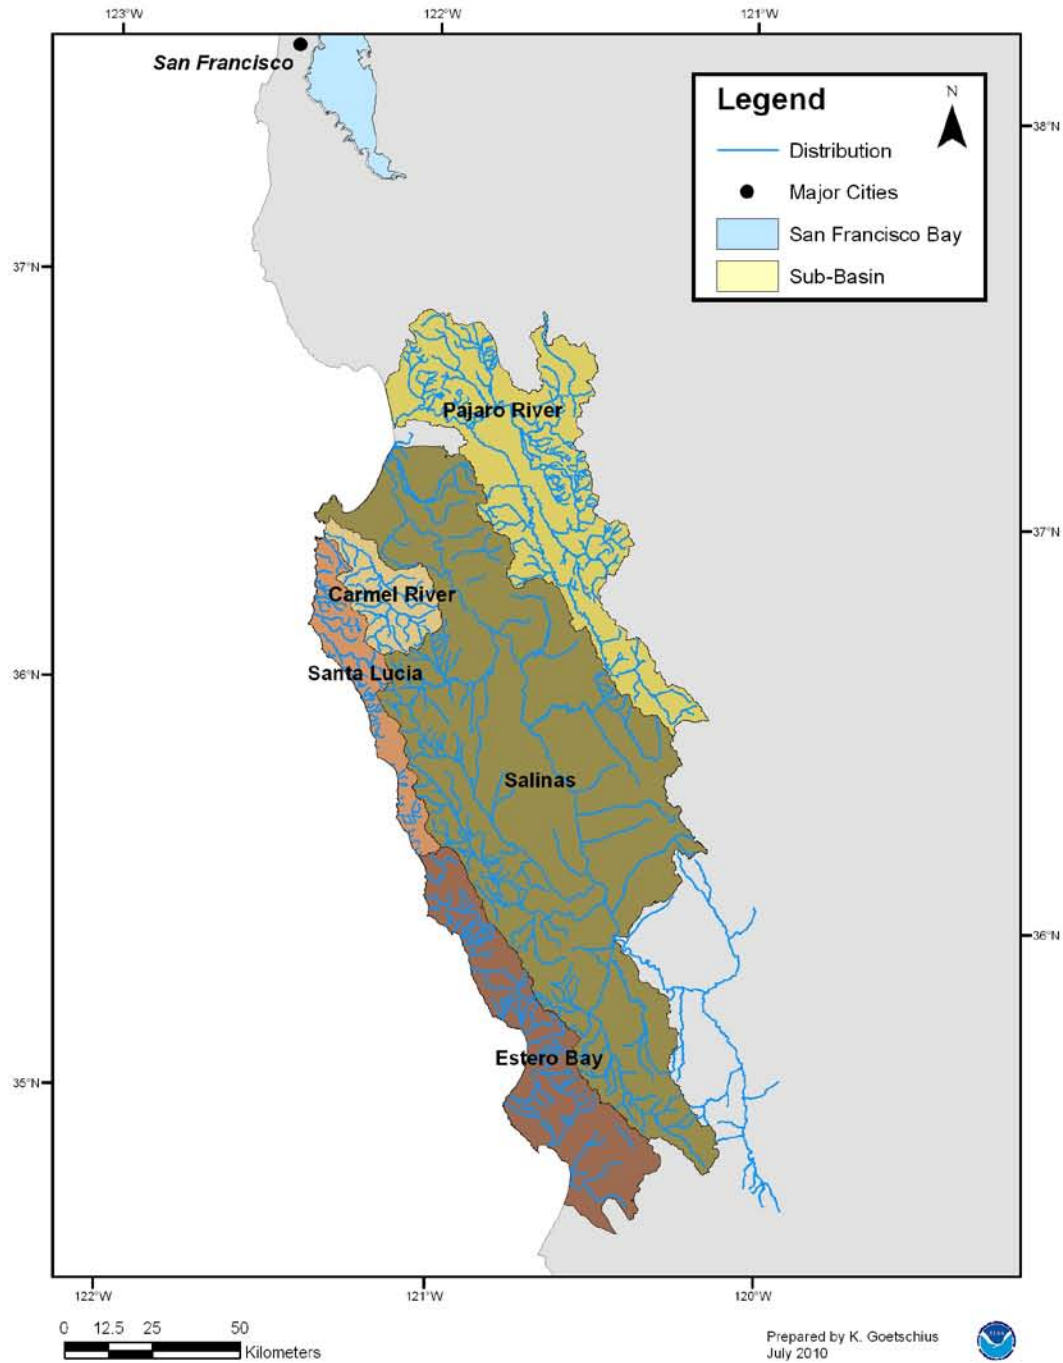 123°W 122°W 121°W
San Francisco
Legend
N
Distribution
Major Cities
San Francisco Bay
Sub-Basin
38°N
37°N
Pajaro River
37°N
Carmel River
Santa Lucia
36°N
Salinas
36°N
Estero Bay
35°N
122°W 121°W 120°W
0 12.5 25 50
Kilometers
Prepared by K. Goetschius
July 2010